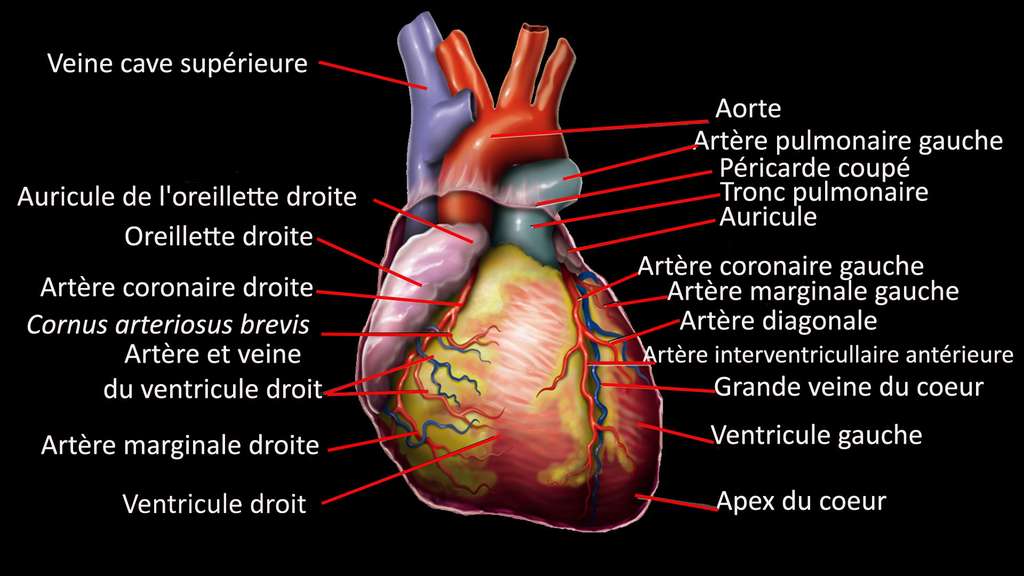 Veine cave supérieure
Auricule de l'oreillette droite
Oreillette droite
Artère coronaire droite
Cornus arteriosus brevis
Artère et veine
du ventricule droit
Artère marginale droite
Ventricule droit
Aorte
Artère pulmonaire gauche
Péricarde coupé
Tronc pulmonaire
Auricule
Artère coronaire gauche
Artère marginale gauche
Artère diagonale
Artère interventricullaire antérieure
Grande veine du coeur
Ventricule gauche
Apex du coeur